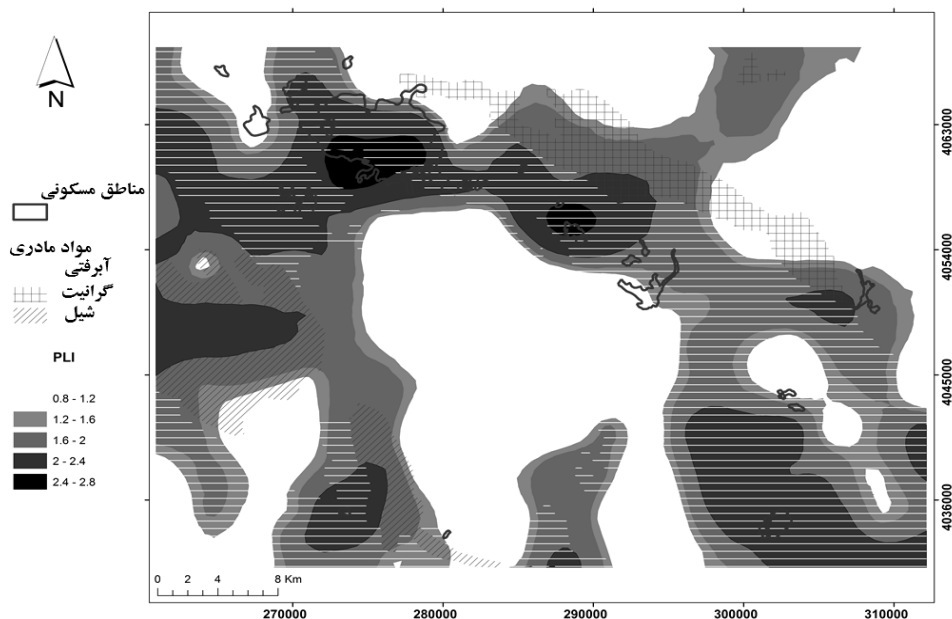 N
مناطق مسکونی
مواد مادری
آبرفتی
گرانیت
شیل
PLI
0.8 - 1.2
1.2 - 1.6
1.6 - 2
2 - 2.4
2.4 - 2.8
0 2 4 8 Km
270000 280000 290000 300000 310000
4063000
4054000
4045000
4036000